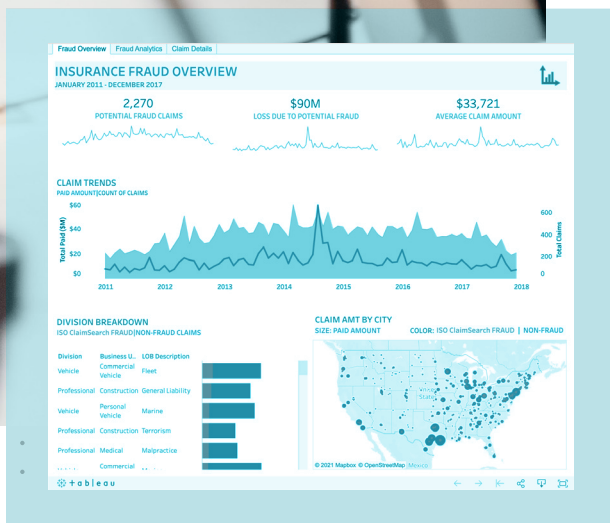 Fraud Overview Fraud Analytics Claim Details
INSURANCE FRAUD OVERVIEW
JANUARY 2011 - DECEMBER 2017
2,270 $90M $33,721
POTENTIAL FRAUD CLAIMS LOSS DUE TO POTENTIAL FRAUD AVERAGE CLAIM AMOUNT
CLAIM TRENDS
PAID AMOUNT|COUNT OF CLAIMS
Total Paid ($M)
$60
$40
$20
$0
600
400
200
0
Total Claims
2011 2012 2013 2014 2015 2016 2017 2018
DIVISION BREAKDOWN
ISO ClaimSearch FRAUD|NON-FRAUD CLAIMS
Division Business U.. LOB Description
Vehicle Commercial Vehicle Fleet
Professional Construction General Liability
Vehicle Personal Vehicle Marine
Professional Construction Terrorism
Professional Medical Malpractice
Commercial
CLAIM AMT BY CITY
SIZE: PAID AMOUNT COLOR: ISO ClaimSearch FRAUD | NON-FRAUD
United
States
© 2021 Mapbox © OpenStreetMap Mexico
+ableau